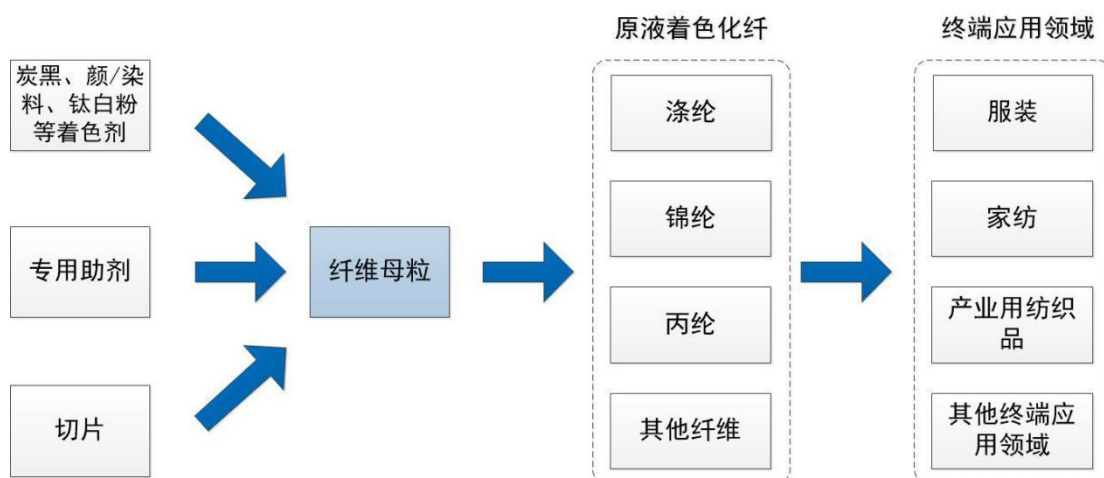 原液着色化纤
终端应用领域
炭黑、颜/染
料、钛白粉
等着色剂
专用助剂
切片
纤维母粒
涤纶
锦纶
丙纶
其他纤维
服装
家纺
产业用纺织
品
其他终端应
用领域